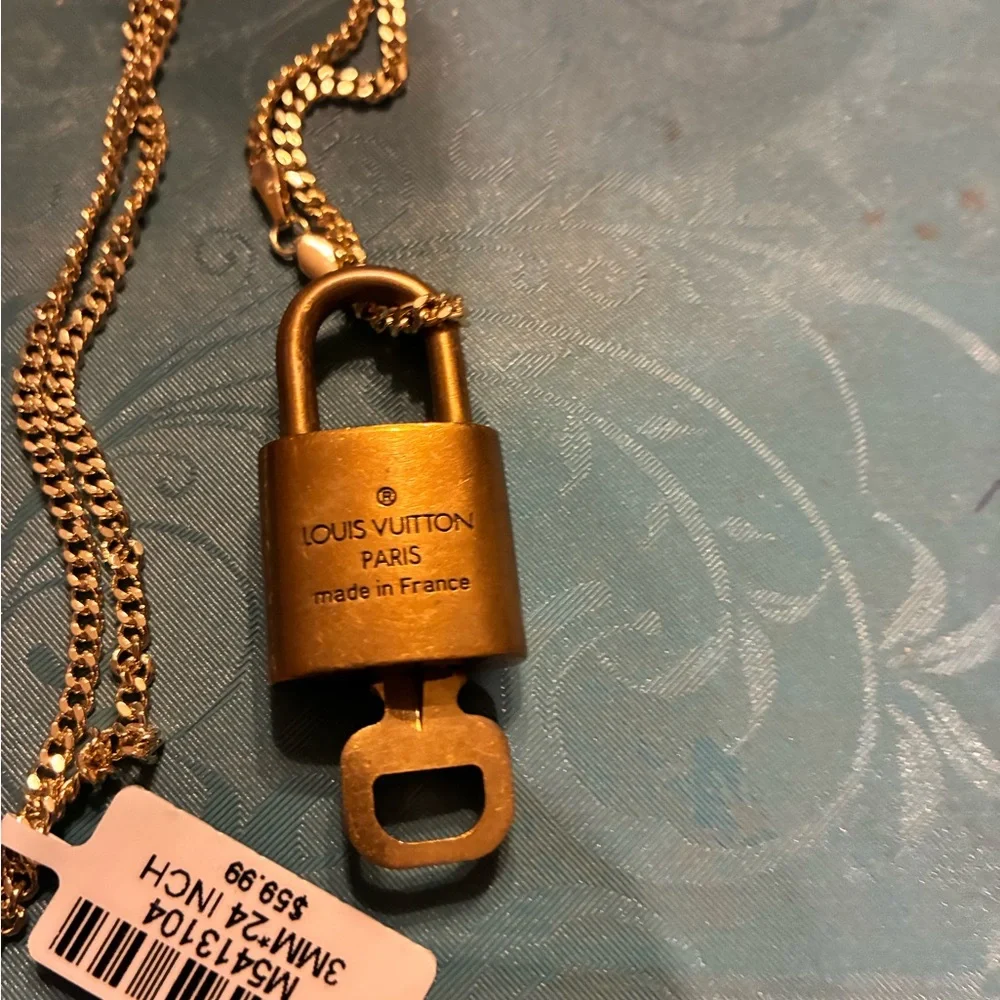 ®
LOUIS VUITTON
PARIS
made in France
M5413104
3MM*24 INCH
$59.99